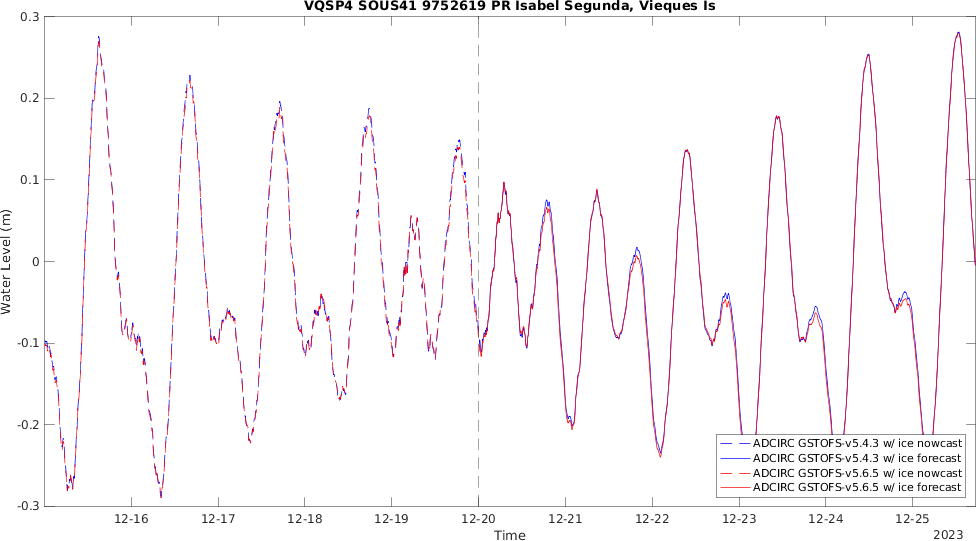 VQSP4 SOUS41 9752619 PR Isabel Segunda, Vieques Is
0.3
0.2
0.1
0
-0.1
-0.2
-0.3
Water Level (m)
12-16 12-17 12-18 12-19 12-20 12-21 12-22 12-23 12-24 12-25
Time
2023
ADCIRC GSTOFS-v5.4.3 w/ ice nowcast
ADCIRC GSTOFS-v5.4.3 w/ ice forecast
ADCIRC GSTOFS-v5.6.5 w/ ice nowcast
ADCIRC GSTOFS-v5.6.5 w/ ice forecast